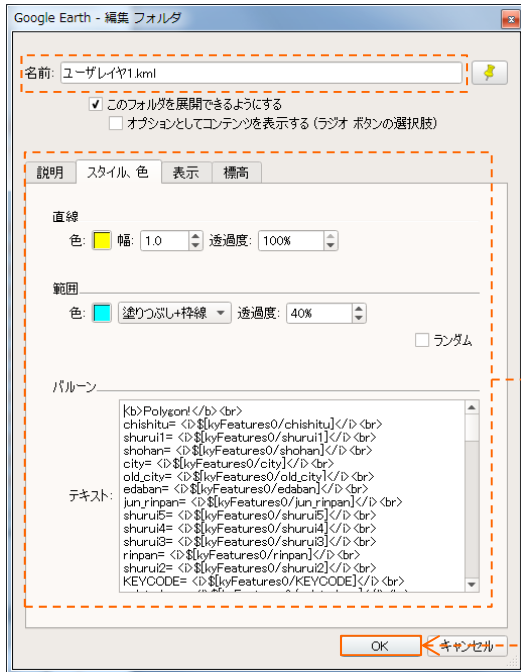 Google Earth - 編集 フォルダ
名前: ユーザレイヤ1.kml
このフォルダを展開できるようにする
オプションとしてコンテンツを表示する (ラジオ ボタンの選択肢)
説明 スタイル、色 表示 標高
直線
色: 幅: 1.0 透過度: 100%
範囲
色: 塗りつぶし+枠線 透過度: 40%
ランダム
バルーン
テキスト:
<b>Polygon!</b><br>
chishitu= <i>$[kyFeatures0/chishitu]</i><br>
shurui1= <i>$[kyFeatures0/shurui1]</i><br>
shohan= <i>$[kyFeatures0/shohan]</i><br>
city= <i>$[kyFeatures0/city]</i><br>
old_city= <i>$[kyFeatures0/old_city]</i><br>
edaban= <i>$[kyFeatures0/edaban]</i><br>
jun_rinpan= <i>$[kyFeatures0/jun_rinpan]</i><br>
shurui5= <i>$[kyFeatures0/shurui5]</i><br>
shurui4= <i>$[kyFeatures0/shurui4]</i><br>
shurui3= <i>$[kyFeatures0/shurui3]</i><br>
rinpan= <i>$[kyFeatures0/rinpan]</i><br>
shurui2= <i>$[kyFeatures0/shurui2]</i><br>
KEYCODE= <i>$[kyFeatures0/KEYCODE]</i><br>
OK キャンセル